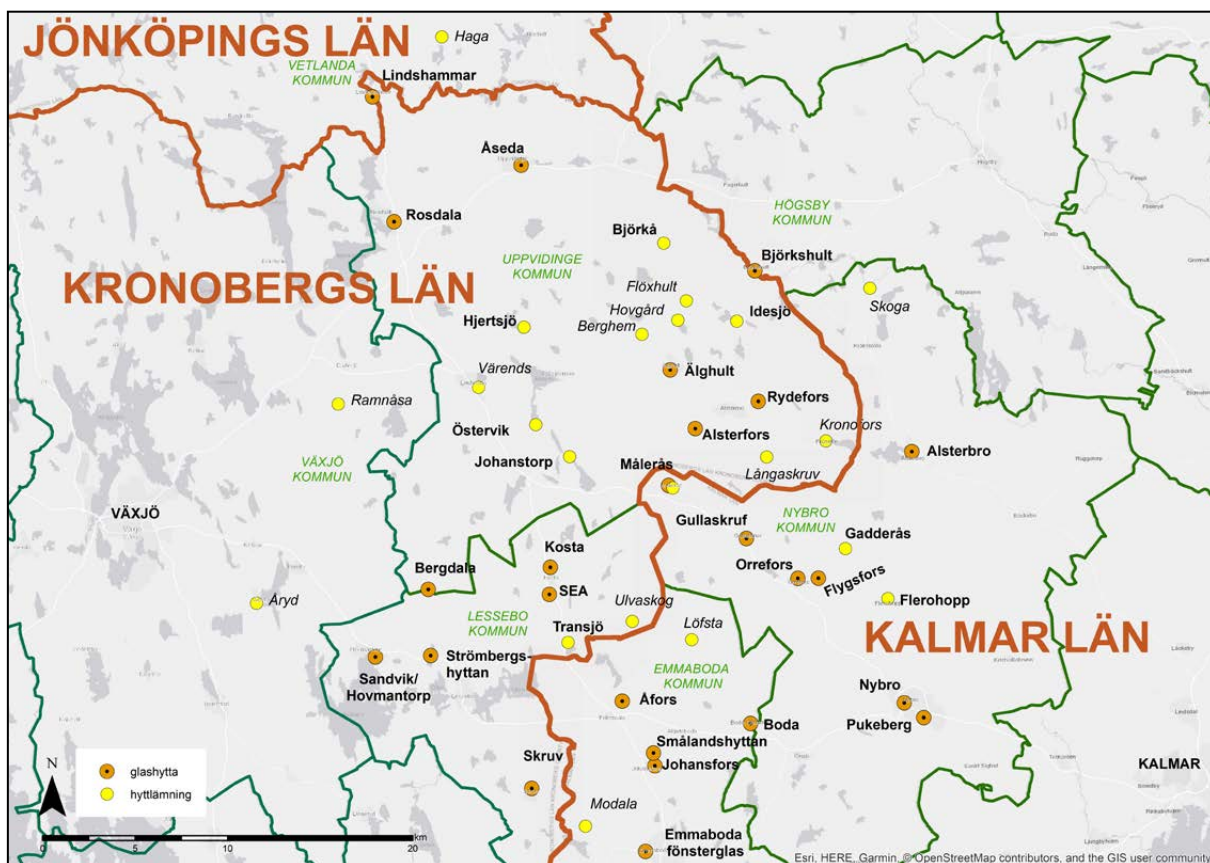 JÖNKÖPINGS LÄN
Haga
VETLANDA
KOMMUN
Lindshammar
Åseda
Rosdala
HÖGSBY
KOMMUN
Björkå
UPPVIDINGE
KOMMUN
Björkshult
KRONOBERGS LÄN
Flöxhult
Skoga
Hovgård
Hjertsjö
Berghem
Idesjö
Värends
Älghult
Ramnåsa
Rydefors
Östervik
Alsterfors
Kronofors
Alsterbro
Johanstorp
Målerås
Långaskruv
VÄXJÖ
KOMMUN
VÄXJÖ
Gullaskruf
NYBRO
KOMMUN
Gadderås
Kosta
Bergdala
Orrefors
Flygsfors
SEA
Flerohopp
Åryd
Ulvaskog
LESSEBO
KOMMUN
Transjö
Löfsta
KALMAR LÄN
Strömbergs-
hyttan
EMMABODA
KOMMUN
Sandvik/
Hovmantorp
Åfors
Nybro
Boda
Pukeberg
Smålandshyttan
Skruv
Johansfors
KALMAR
glashytta
hyttlämning
N
Modala
0 5 10 20
km
Emmaboda
fönsterglas
Esri, HERE, Garmin, © OpenStreetMap contributors, and the GIS user community